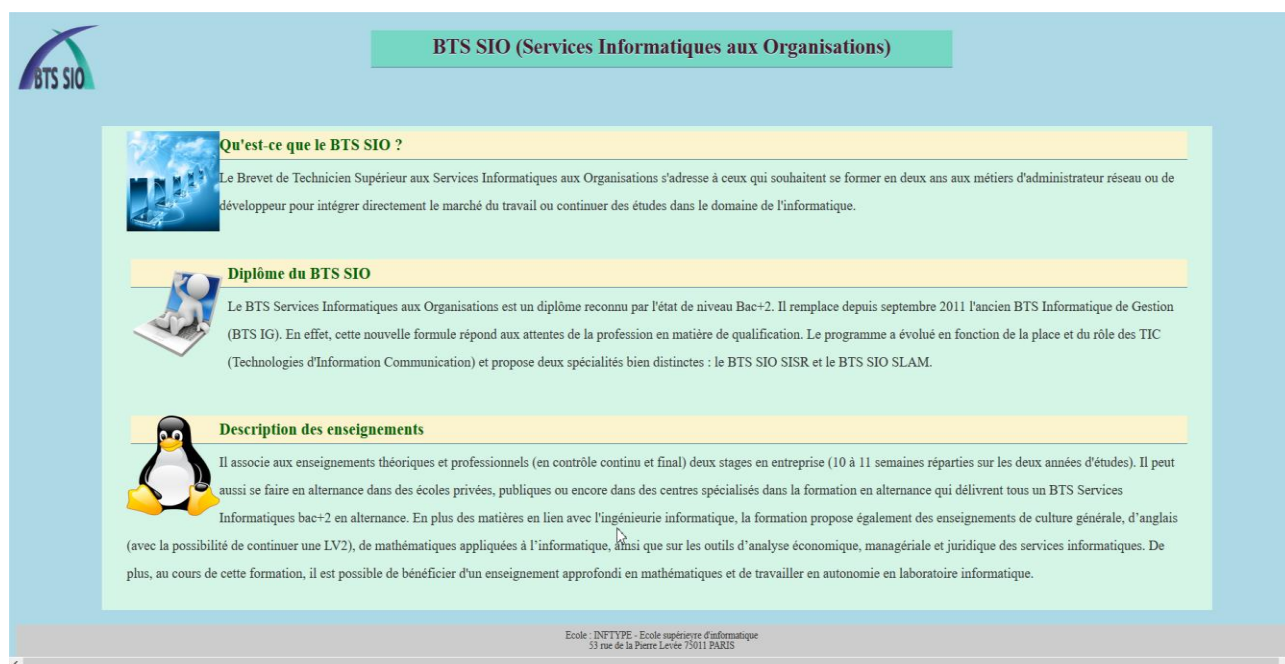 BTS SIO
BTS SIO (Services Informatiques aux Organisations)
Qu'est-ce que le BTS SIO ?
Le Brevet de Technicien Supérieur aux Services Informatiques aux Organisations s'adresse à ceux qui souhaitent se former en deux ans aux métiers d'administrateur réseau ou de
développeur pour intégrer directement le marché du travail ou continuer des études dans le domaine de l'informatique.
Diplôme du BTS SIO
Le BTS Services Informatiques aux Organisations est un diplôme reconnu par l'état de niveau Bac+2. Il remplace depuis septembre 2011 l'ancien BTS Informatique de Gestion
(BTS IG). En effet, cette nouvelle formule répond aux attentes de la profession en matière de qualification. Le programme a évolué en fonction de la place et du rôle des TIC
(Technologies d'Information Communication) et propose deux spécialités bien distinctes : le BTS SIO SISR et le BTS SIO SLAM.
Description des enseignements
Il associe aux enseignements théoriques et professionnels (en contrôle continu et final) deux stages en entreprise (10 à 11 semaines réparties sur les deux années d'études). Il peut
aussi se faire en alternance dans des écoles privées, publiques ou encore dans des centres spécialisés dans la formation en alternance qui délivrent tous un BTS Services
Informatiques bac+2 en alternance. En plus des matières en lien avec l'ingénieurie informatique, la formation propose également des enseignements de culture générale, d’anglais
(avec la possibilité de continuer une LV2), de mathématiques appliquées à l’informatique, ainsi que sur les outils d’analyse économique, managériale et juridique des services informatiques. De
plus, au cours de cette formation, il est possible de bénéficier d'un enseignement approfondi en mathématiques et de travailler en autonomie en laboratoire informatique.
Ecole : INFTYPE - Ecole supérieyre d'informatique
53 rue de la Pierre Levée 75011 PARIS